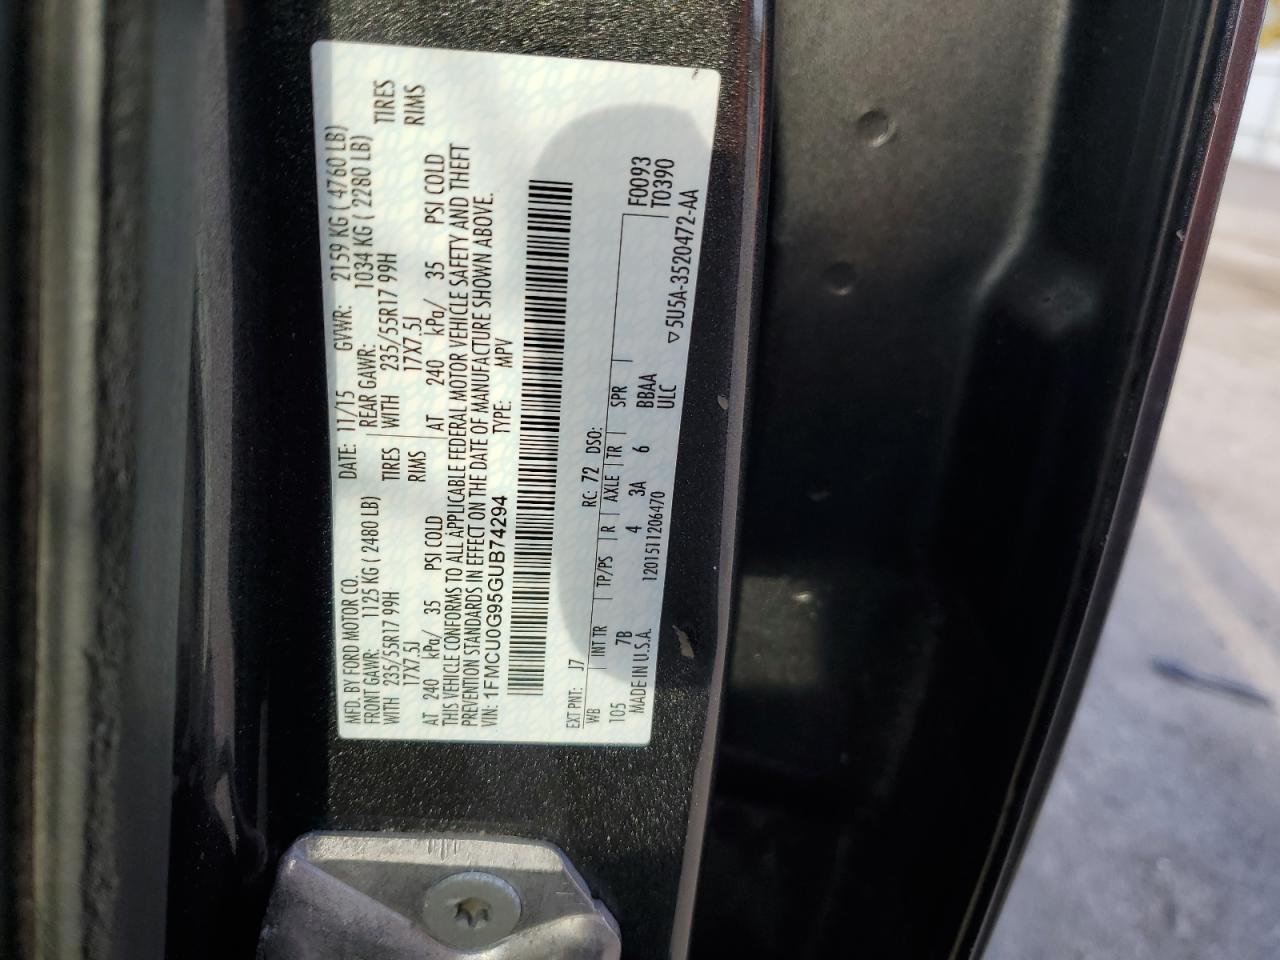 MFD. BY FORD MOTOR CO. DATE: 11/15 GVWR: 2159 KG ( 4760 LB)
FRONT GAWR: 1125 KG ( 2480 LB) REAR GAWR: 1034 KG ( 2280 LB)
WITH 235/55R17 99H TIRES WITH 235/55R17 99H TIRES
17X7.5J RIMS 17X7.5J RIMS
AT 240 kPa/ 35 PSI COLD AT 240 kPa/ 35 PSI COLD
THIS VEHICLE CONFORMS TO ALL APPLICABLE FEDERAL MOTOR VEHICLE SAFETY AND THEFT
PREVENTION STANDARDS IN EFFECT ON THE DATE OF MANUFACTURE SHOWN ABOVE.
VIN: 1FMCU0G95GUB74294 TYPE: MPV
EXT PNT: J7 RC: 72 DSO:
WB INT TR TP/PS R AXLE TR SPR F0093
105 7B 4 3A 6 BBAA T0390
MADE IN U.S.A. 1201511206470 ULC ▽5U5A-3520472-AA